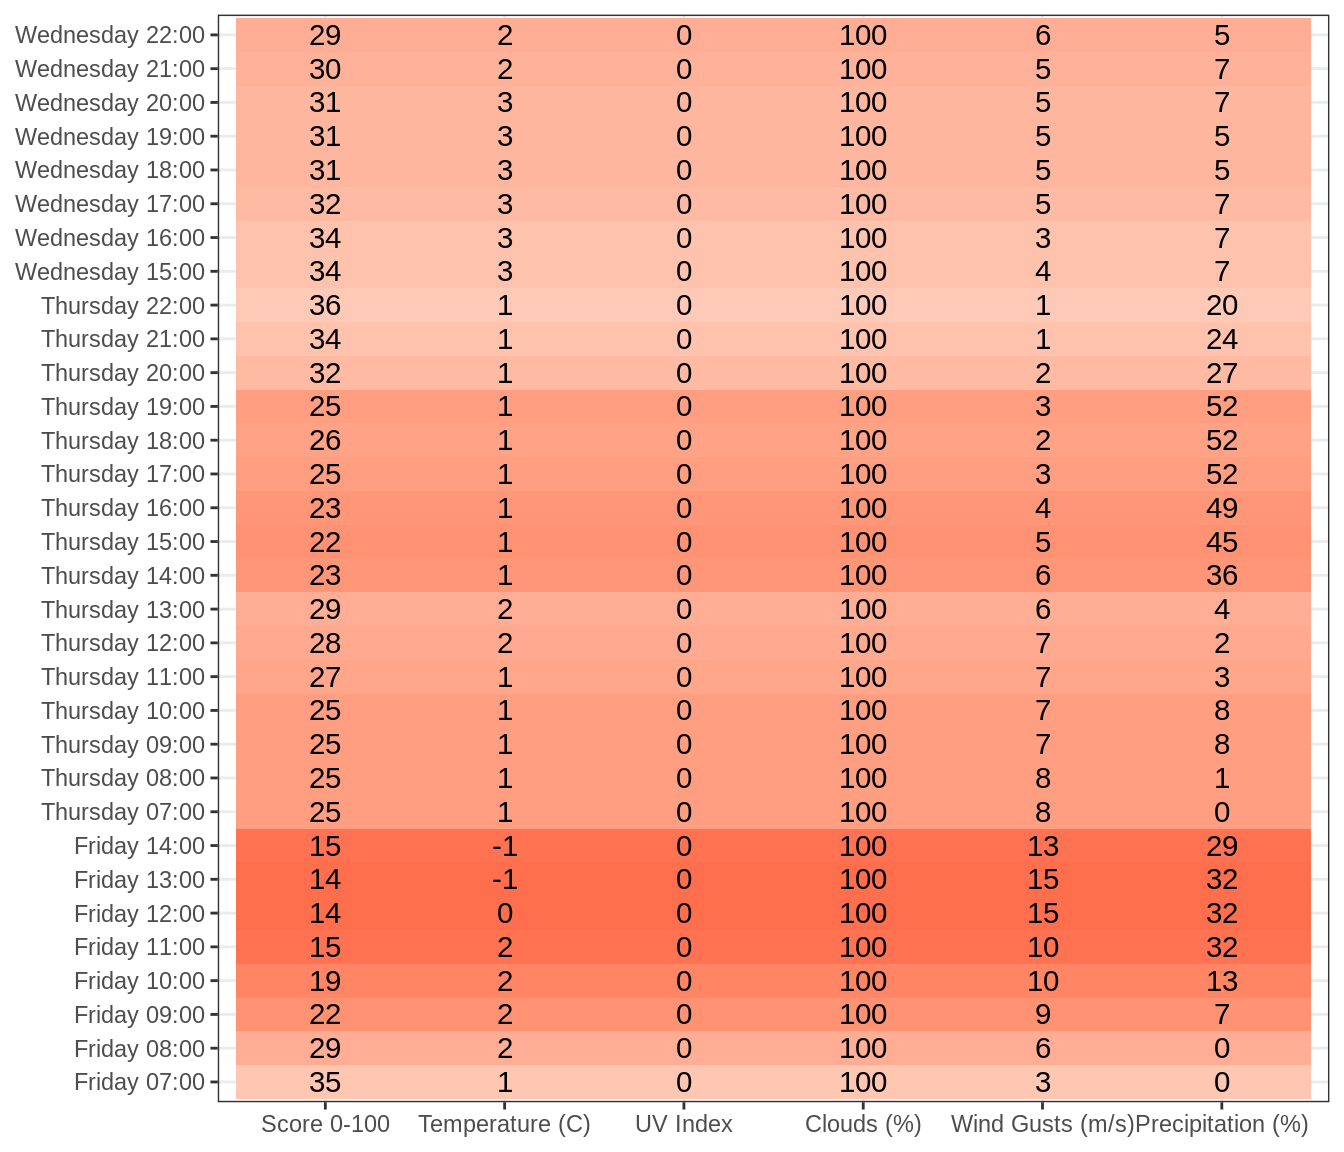 Wednesday 22:00 29 2 0 100 6 5
Wednesday 21:00 30 2 0 100 5 7
Wednesday 20:00 31 3 0 100 5 7
Wednesday 19:00 31 3 0 100 5 5
Wednesday 18:00 31 3 0 100 5 5
Wednesday 17:00 32 3 0 100 5 7
Wednesday 16:00 34 3 0 100 3 7
Wednesday 15:00 34 3 0 100 4 7
Thursday 22:00 36 1 0 100 1 20
Thursday 21:00 34 1 0 100 1 24
Thursday 20:00 32 1 0 100 2 27
Thursday 19:00 25 1 0 100 3 52
Thursday 18:00 26 1 0 100 2 52
Thursday 17:00 25 1 0 100 3 52
Thursday 16:00 23 1 0 100 4 49
Thursday 15:00 22 1 0 100 5 45
Thursday 14:00 23 1 0 100 6 36
Thursday 13:00 29 2 0 100 6 4
Thursday 12:00 28 2 0 100 7 2
Thursday 11:00 27 1 0 100 7 3
Thursday 10:00 25 1 0 100 7 8
Thursday 09:00 25 1 0 100 7 8
Thursday 08:00 25 1 0 100 8 1
Thursday 07:00 25 1 0 100 8 0
Friday 14:00 15 -1 0 100 13 29
Friday 13:00 14 -1 0 100 15 32
Friday 12:00 14 0 0 100 15 32
Friday 11:00 15 2 0 100 10 32
Friday 10:00 19 2 0 100 10 13
Friday 09:00 22 2 0 100 9 7
Friday 08:00 29 2 0 100 6 0
Friday 07:00 35 1 0 100 3 0
Score 0-100 Temperature (C) UV Index Clouds (%) Wind Gusts (m/s) Precipitation (%)